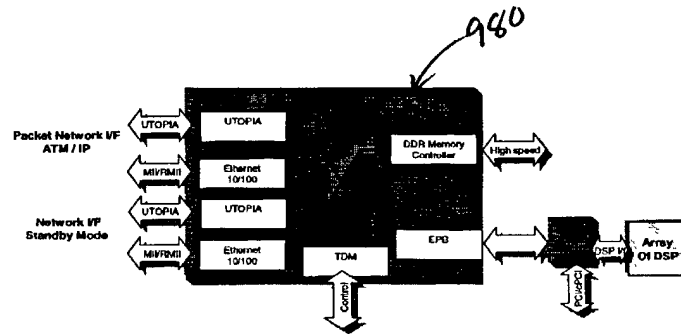 980
Packet Network I/F
ATM / IP
UTOPIA
UTOPIA
MII/RMII
Ethernet
10/100
DDR Memory
Controller
High speed
Network I/F
Standby Mode
UTOPIA
UTOPIA
MII/RMII
Ethernet
10/100
TDM
EPB
DSP I/F
Array
Of DSP
Control
PCI/cPCI